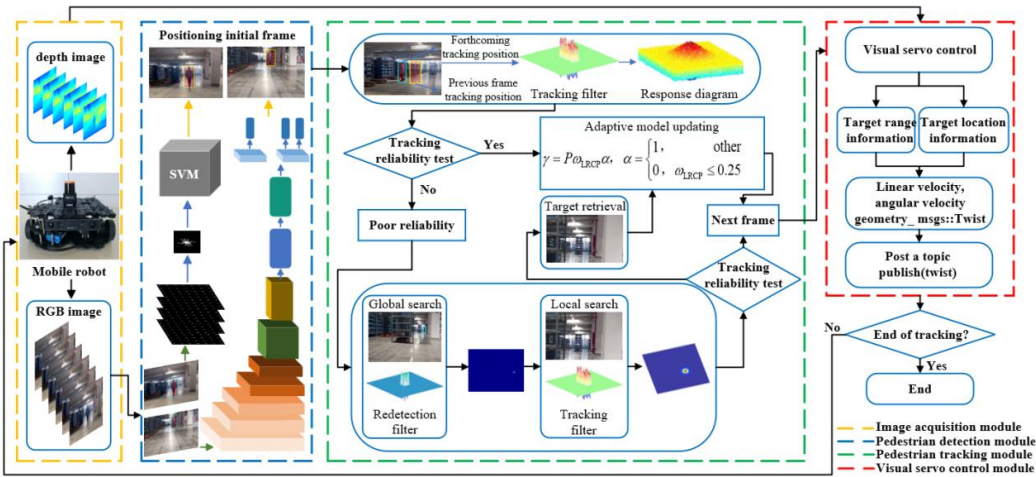 depth image
Mobile robot
RGB image
Positioning initial frame
SVM
Forthcoming
tracking position
Previous frame
tracking position
Tracking filter
Response diagram
Tracking
reliability test
Yes
No
Poor reliability
Adaptive model updating
γ = Pω_LRCP α, α = { 1, other
0, ω_LRCP ≤ 0.25
Target retrieval
Next frame
Tracking
reliability test
Global search
Redetection
filter
Local search
Tracking
filter
Visual servo control
Target range
information
Target location
information
Linear velocity,
angular velocity
geometry_ msgs::Twist
Post a topic
publish(twist)
No
End of tracking?
Yes
End
Image acquisition module
Pedestrian detection module
Pedestrian tracking module
Visual servo control module